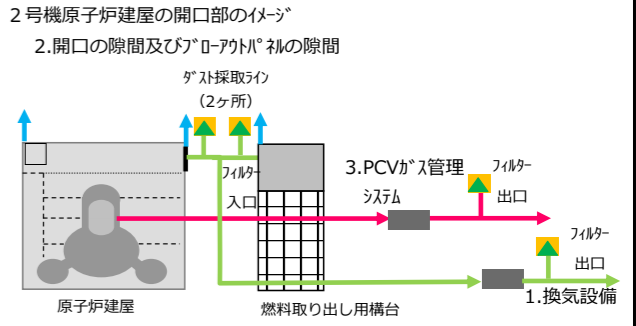 ２号機原子炉建屋の開口部のｲﾒｰｼﾞ
2.開口の隙間及びﾌﾞﾛｰｱｳﾄﾊﾟﾈﾙの隙間
ﾀﾞｽﾄ採取ﾗｲﾝ
（2ヶ所）
ﾌｨﾙﾀｰ
入口
3.PCVｶﾞｽ管理
ｼｽﾃﾑ
ﾌｨﾙﾀｰ
出口
ﾌｨﾙﾀｰ
出口
1.換気設備
原子炉建屋
燃料取り出し用構台